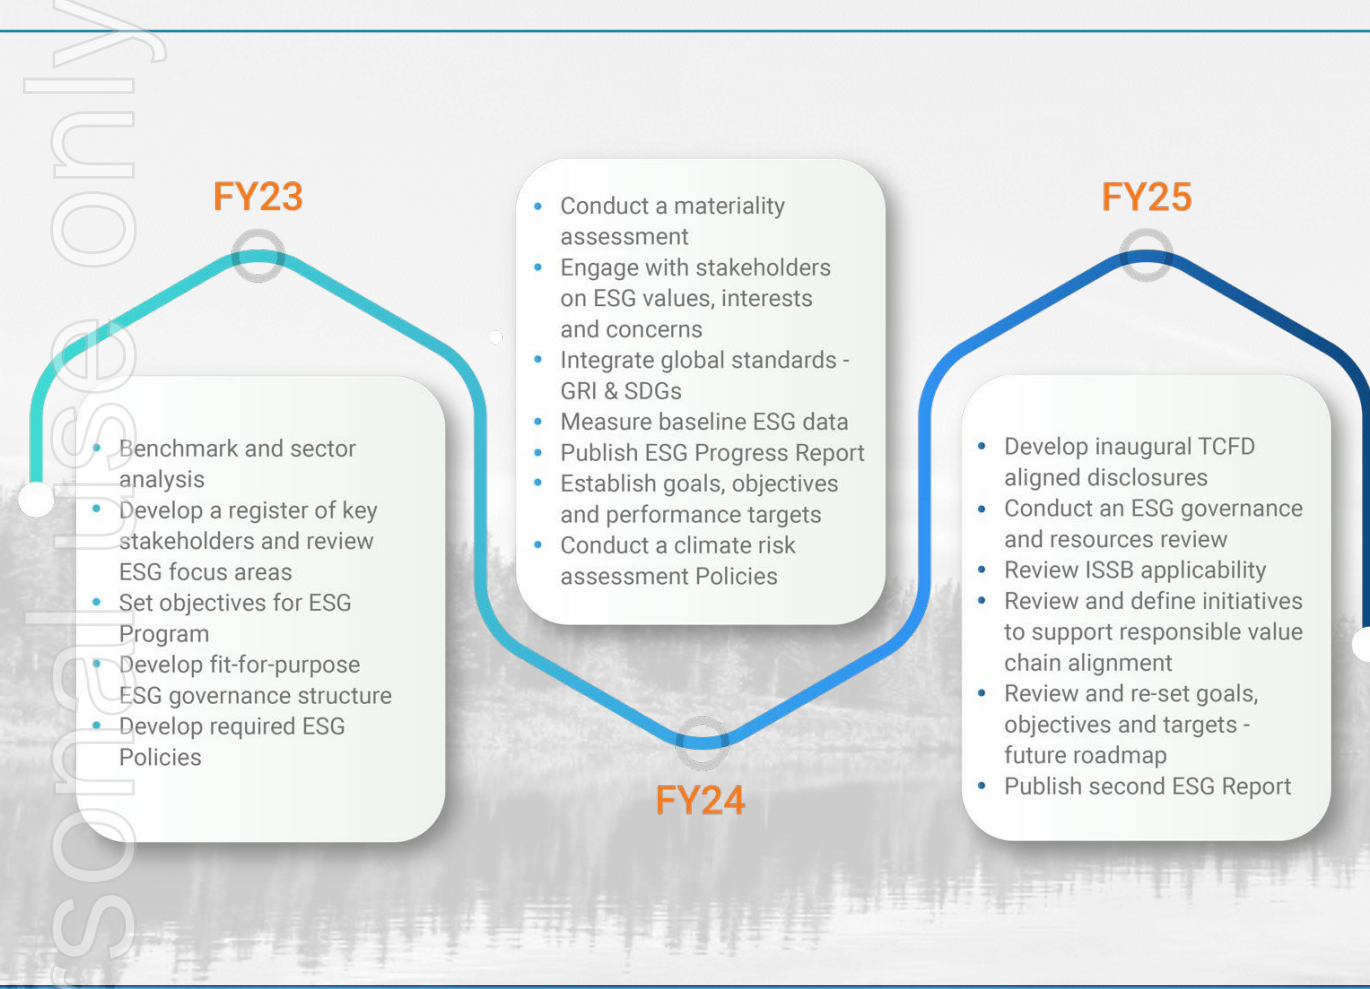 sonal use only
FY23
Benchmark and sector
analysis
Develop a register of key
stakeholders and review
ESG focus areas
Set objectives for ESG
Program
Develop fit-for-purpose
ESG governance structure
Develop required ESG
Policies
Conduct a materiality
assessment
Engage with stakeholders
on ESG values, interests
and concerns
Integrate global standards -
GRI & SDGs
Measure baseline ESG data
Publish ESG Progress Report
Establish goals, objectives
and performance targets
Conduct a climate risk
assessment Policies
FY24
FY25
Develop inaugural TCFD
aligned disclosures
Conduct an ESG governance
and resources review
Review ISSB applicability
Review and define initiatives
to support responsible value
chain alignment
Review and re-set goals,
objectives and targets -
future roadmap
Publish second ESG Report